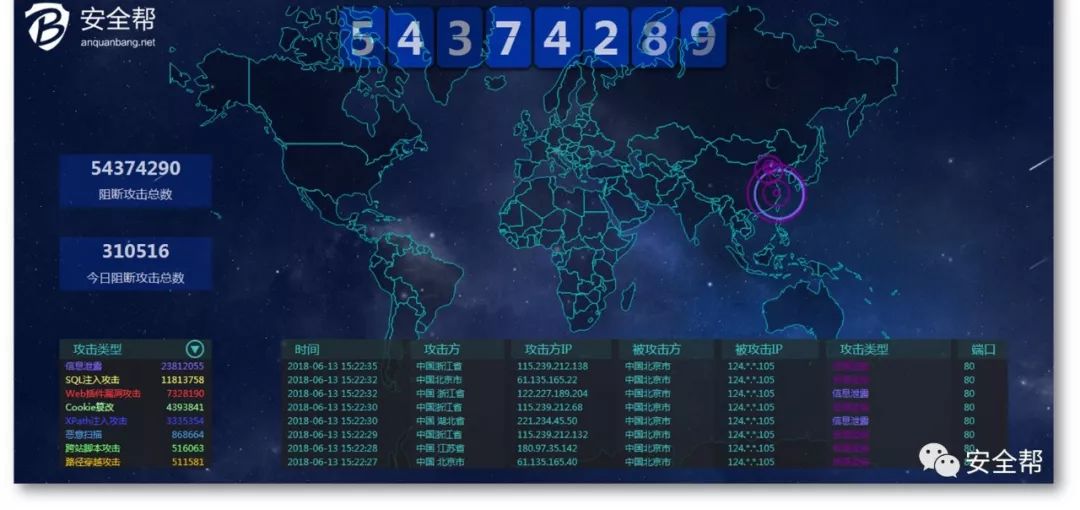 安全帮
anquanbang.net
5 4 3 7 4 2 8 9
54374290
阻断攻击总数
310516
今日阻断攻击总数
攻击类型
信息泄露 23812055
SQL注入攻击 11813758
Web插件漏洞攻击 7328190
Cookie篡改 4393841
XPath注入攻击 3335354
恶意扫描 868664
跨站脚本攻击 516063
路径穿越攻击 511581
时间 攻击方 攻击方IP 被攻击方 被攻击IP 攻击类型 端口
2018-06-13 15:22:35 中国浙江省 115.239.212.138 中国北京市 124.*.*.105 80
2018-06-13 15:22:32 中国北京市 61.135.165.22 中国北京市 124.*.*.105 80
2018-06-13 15:22:32 中国 浙江省 122.227.189.204 中国北京市 124.*.*.105 信息泄露 80
2018-06-13 15:22:30 中国浙江省 115.239.212.68 中国北京市 124.*.*.105 80
2018-06-13 15:22:30 中国 湖北省 221.234.45.50 中国北京市 124.*.*.105 信息泄露 80
2018-06-13 15:22:29 中国浙江省 115.239.212.132 中国北京市 124.*.*.105 80
2018-06-13 15:22:28 中国 江苏省 180.97.35.142 中国北京市 124.*.*.105
2018-06-13 15:22:27 中国 北京市 61.135.165.40 中国北京市 124.*.*.105 80
安全帮